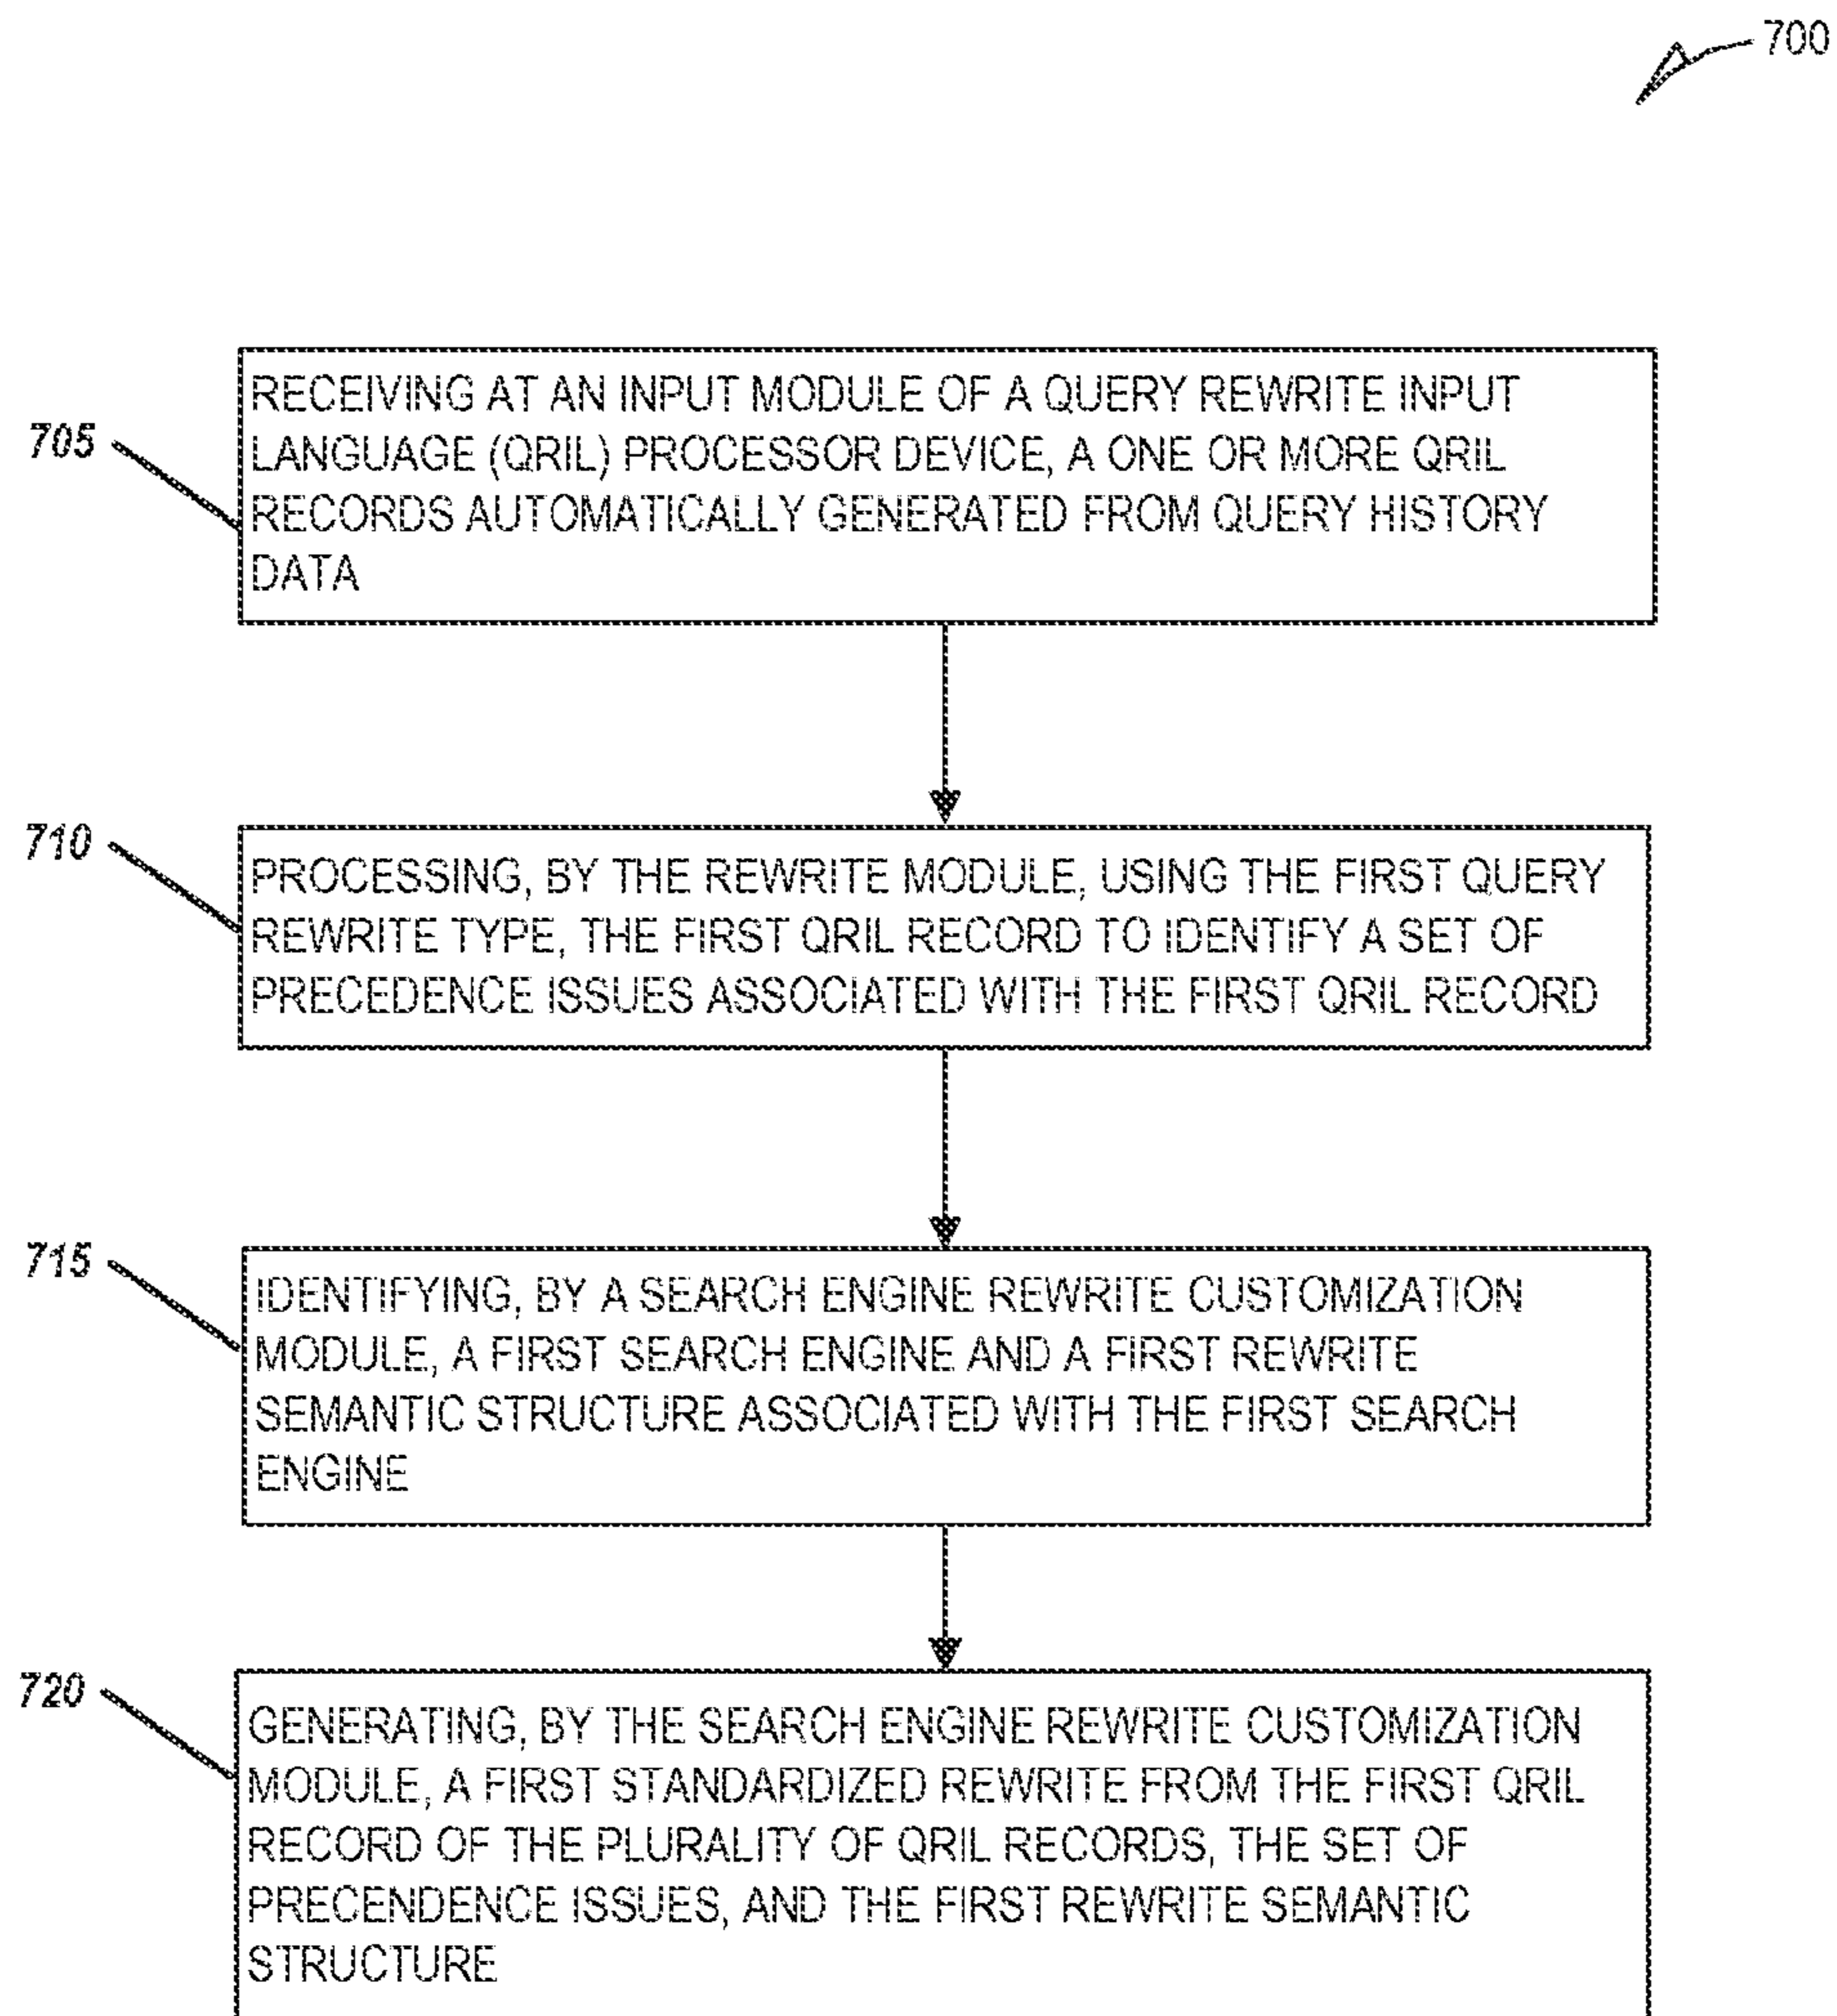 700
705
RECEIVING AT AN INPUT MODULE OF A QUERY REWRITE INPUT
LANGUAGE (QRIL) PROCESSOR DEVICE, A ONE OR MORE QRIL
RECORDS AUTOMATICALLY GENERATED FROM QUERY HISTORY
DATA
710
PROCESSING, BY THE REWRITE MODULE, USING THE FIRST QUERY
REWRITE TYPE, THE FIRST QRIL RECORD TO IDENTIFY A SET OF
PRECEDENCE ISSUES ASSOCIATED WITH THE FIRST QRIL RECORD
715
IDENTIFYING, BY A SEARCH ENGINE REWRITE CUSTOMIZATION
MODULE, A FIRST SEARCH ENGINE AND A FIRST REWRITE
SEMANTIC STRUCTURE ASSOCIATED WITH THE FIRST SEARCH
ENGINE
720
GENERATING, BY THE SEARCH ENGINE REWRITE CUSTOMIZATION
MODULE, A FIRST STANDARDIZED REWRITE FROM THE FIRST QRIL
RECORD OF THE PLURALITY OF QRIL RECORDS, THE SET OF
PRECENDENCE ISSUES, AND THE FIRST REWRITE SEMANTIC
STRUCTURE